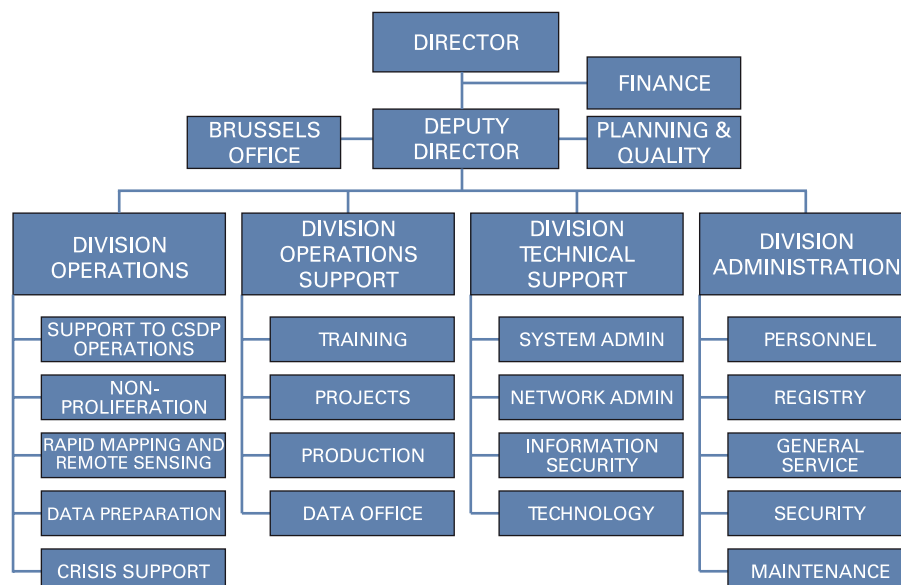 DIRECTOR
FINANCE
BRUSSELS
OFFICE
DEPUTY
DIRECTOR
PLANNING &
QUALITY
DIVISION
OPERATIONS
DIVISION
OPERATIONS
SUPPORT
DIVISION
TECHNICAL
SUPPORT
DIVISION
ADMINISTRATION
SUPPORT TO CSDP
OPERATIONS
NON-
PROLIFERATION
RAPID MAPPING AND
REMOTE SENSING
DATA PREPARATION
CRISIS SUPPORT
TRAINING
PROJECTS
PRODUCTION
DATA OFFICE
SYSTEM ADMIN
NETWORK ADMIN
INFORMATION
SECURITY
TECHNOLOGY
PERSONNEL
REGISTRY
GENERAL
SERVICE
SECURITY
MAINTENANCE